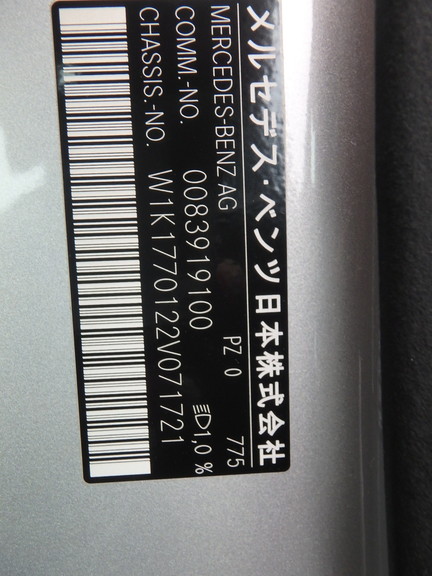 メルセデス・ベンツ日本株式会社
MERCEDES-BENZ AG PZ 0 775
COMM.-NO. 0083919100 1,0 %
CHASSIS.-NO. W1K1770122V071721